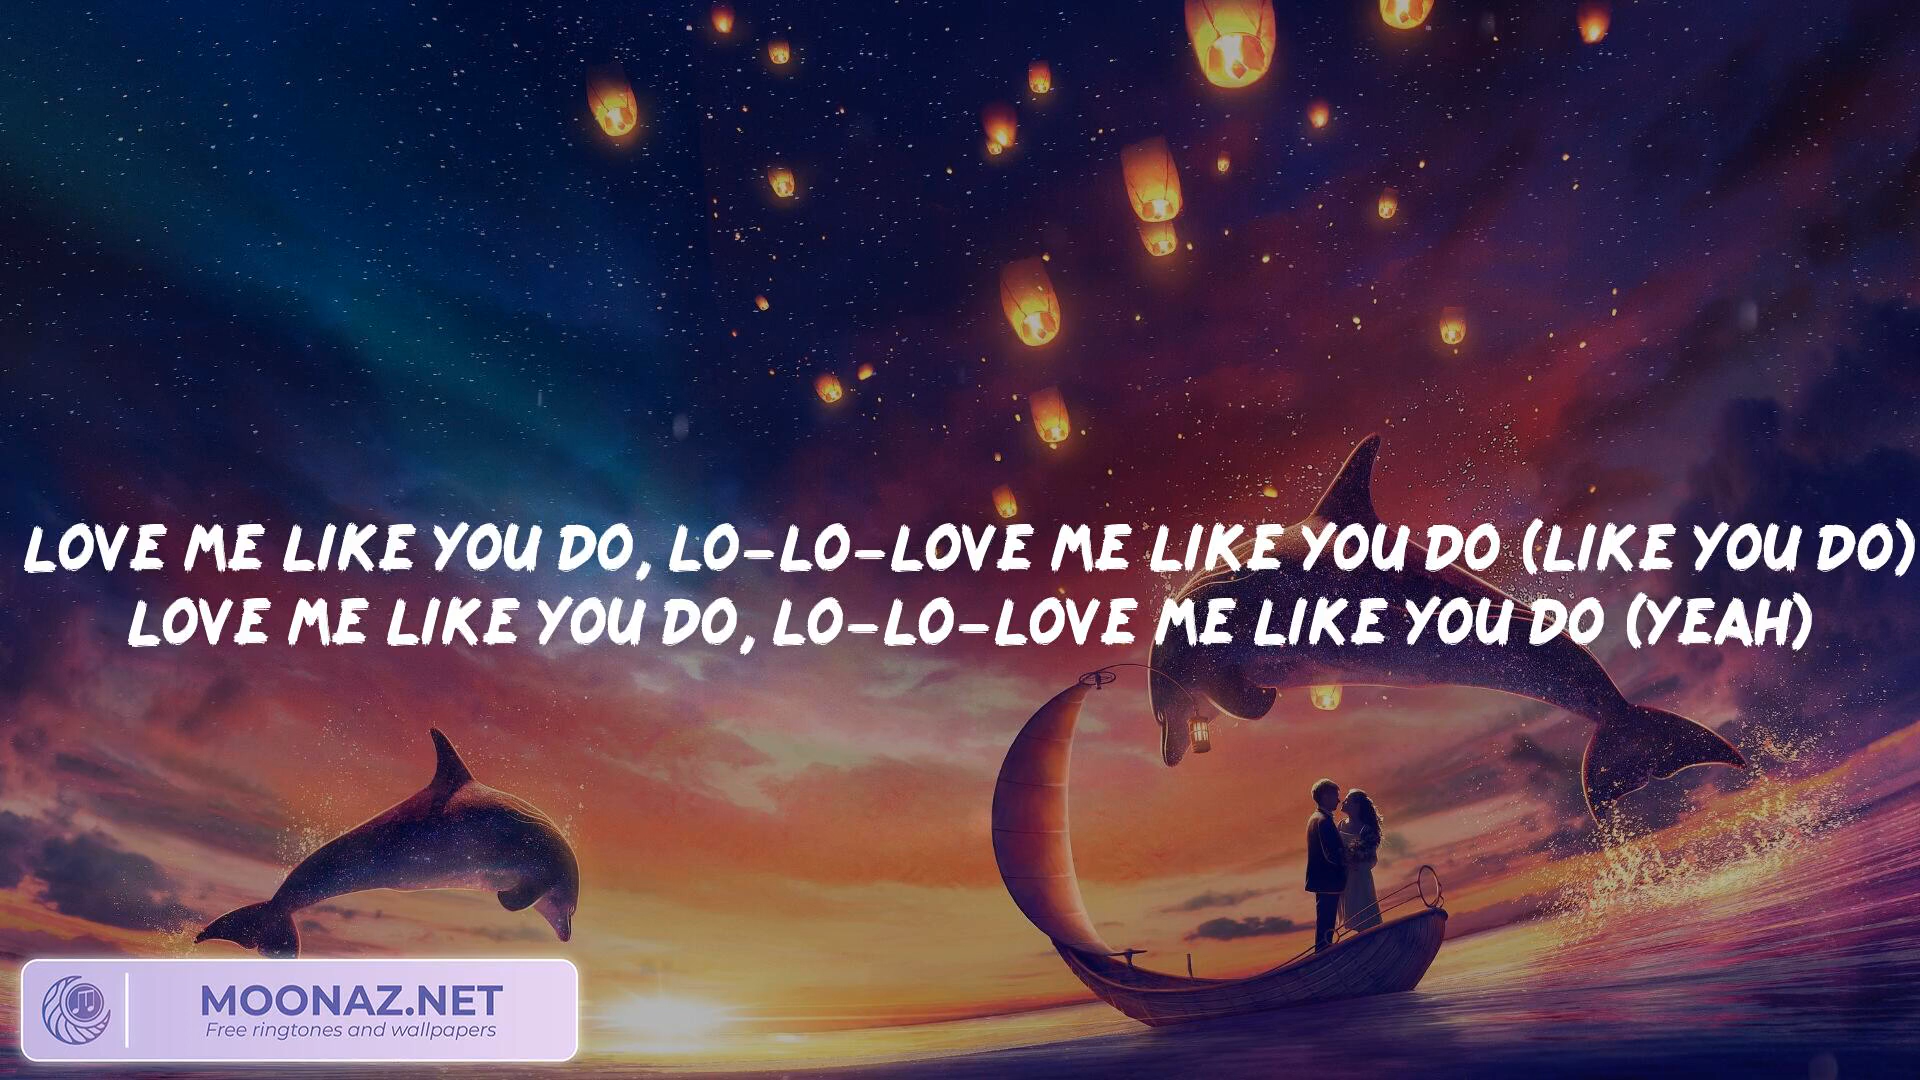 LOVE ME LIKE YOU DO, LO-LO-LOVE ME LIKE YOU DO (LIKE YOU DO)
LOVE ME LIKE YOU DO, LO-LO-LOVE ME LIKE YOU DO (YEAH)
MOONAZ.NET
Free ringtones and wallpapers